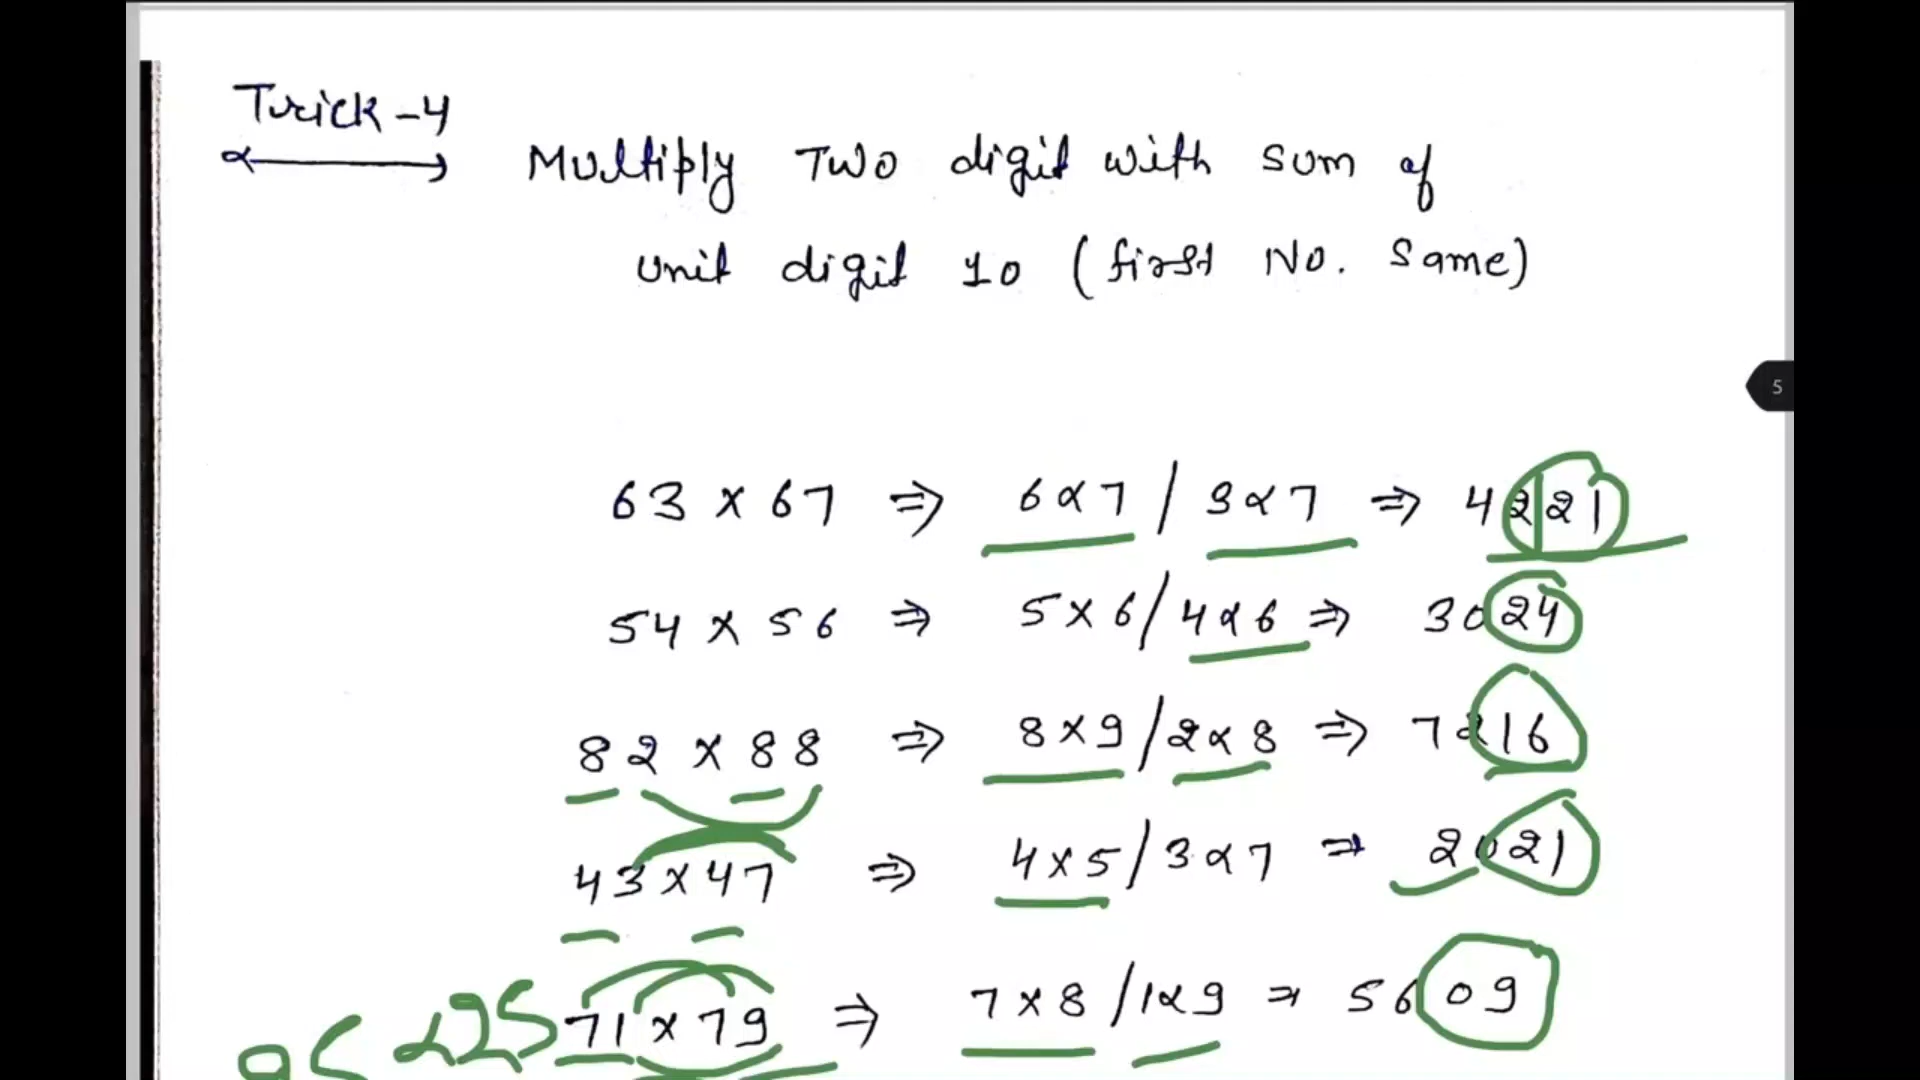 Trick-4
Multiply Two digit with sum of
unit digit 10 (first No. Same)
5
63 x 67 ⇒ 6x7 / 3x7 ⇒ 4221
54 x 56 ⇒ 5x6 / 4x6 ⇒ 3024
82 x 88 ⇒ 8x9 / 2x8 ⇒ 7216
43 x 47 ⇒ 4x5 / 3x7 ⇒ 2021
71 x 79 ⇒ 7x8 / 1x9 ⇒ 5609